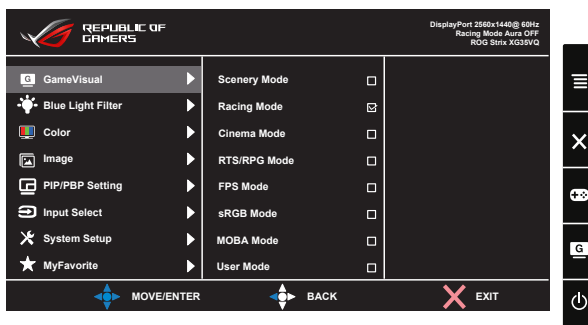 REPUBLIC OF
GAMERS
DisplayPort 2560x1440@ 60Hz
Racing Mode Aura OFF
ROG Strix XG35VQ
G GameVisual
Blue Light Filter
Color
Image
PIP/PBP Setting
Input Select
System Setup
MyFavorite
Scenery Mode
Racing Mode
Cinema Mode
RTS/RPG Mode
FPS Mode
sRGB Mode
MOBA Mode
User Mode
MOVE/ENTER
BACK
EXIT
G